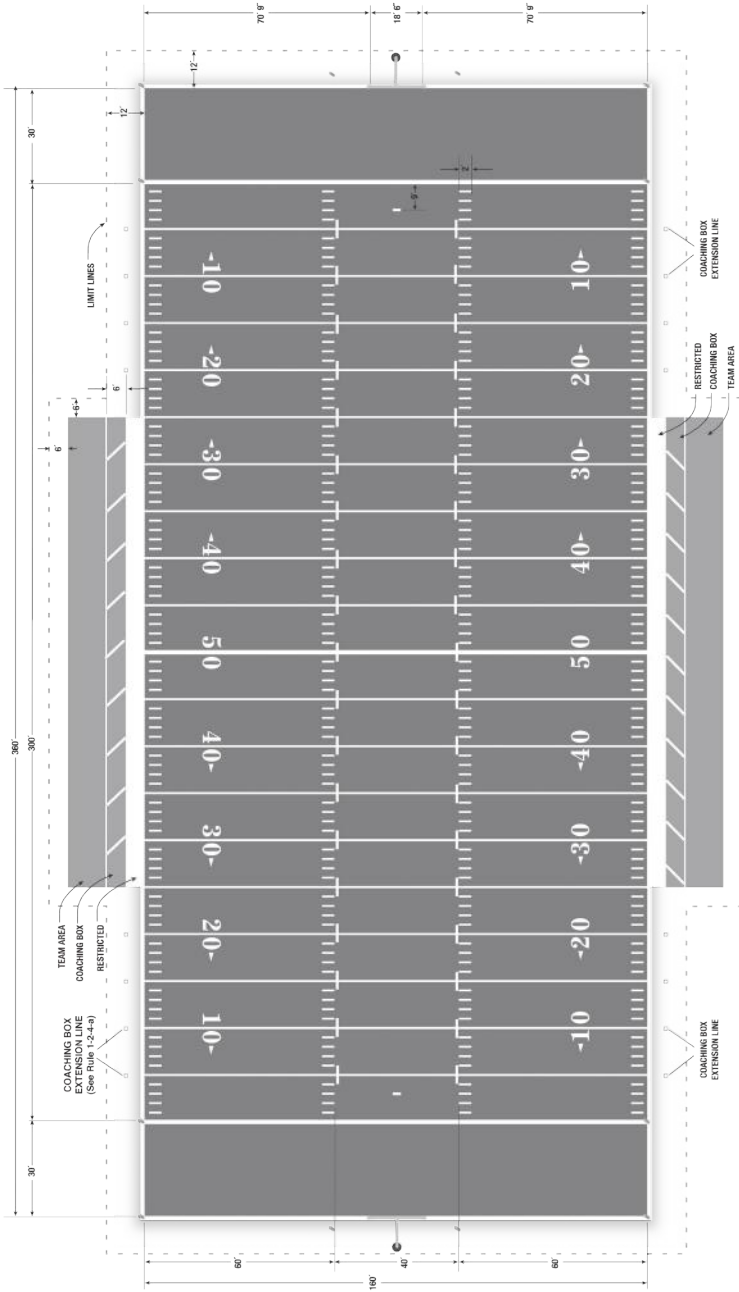 70' 9"
18' 6"
70' 9"
12'
12'
30'
LIMIT LINES
2'
9'
◄10
10►
COACHING BOX
EXTENSION LINE
◄20
20►
6'
6'
6'
RESTRICTED
COACHING BOX
TEAM AREA
◄30
30►
◄40
40►
360'
300'
50
50
40►
◄40
30►
◄30
TEAM AREA
COACHING BOX
RESTRICTED
20►
◄20
COACHING BOX
EXTENSION LINE
(See Rule 1-2-4-a)
10►
◄10
COACHING BOX
EXTENSION LINE
30'
60'
40'
60'
160'